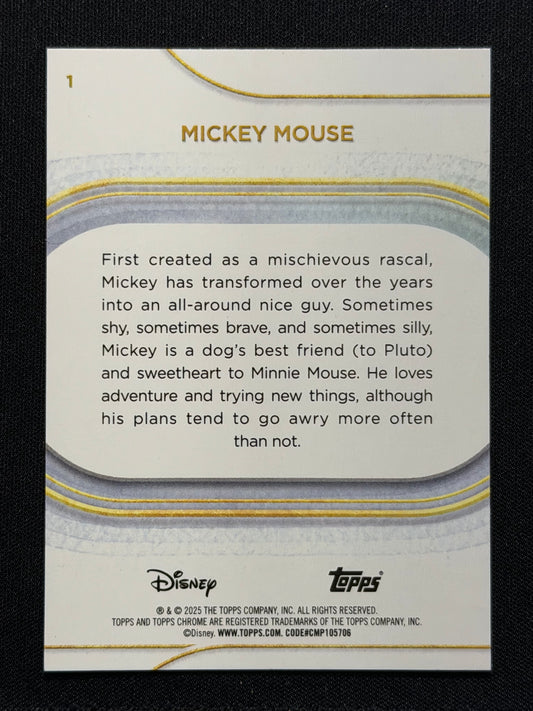 1
MICKEY MOUSE
First created as a mischievous rascal,
Mickey has transformed over the years
into an all-around nice guy. Sometimes
shy, sometimes brave, and sometimes silly,
Mickey is a dog's best friend (to Pluto)
and sweetheart to Minnie Mouse. He loves
adventure and trying new things, although
his plans tend to go awry more often
than not.
Disney topps
® & © 2025 THE TOPPS COMPANY, INC. ALL RIGHTS RESERVED.
TOPPS AND TOPPS CHROME ARE REGISTERED TRADEMARKS OF THE TOPPS COMPANY, INC.
©Disney. WWW.TOPPS.COM. CODE#CMP105706